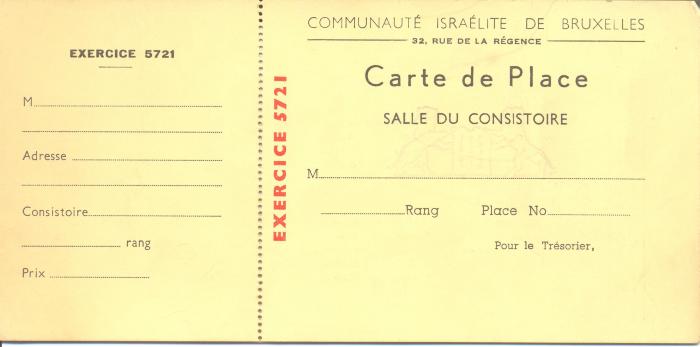 EXERCICE 5721
M
Adresse
Consistoire
rang
Prix
EXERCICE 5721
COMMUNAUTÉ ISRAÉLITE DE BRUXELLES
32, RUE DE LA RÉGENCE
Carte de Place
SALLE DU CONSISTOIRE
M
Rang Place No
Pour le Trésorier,